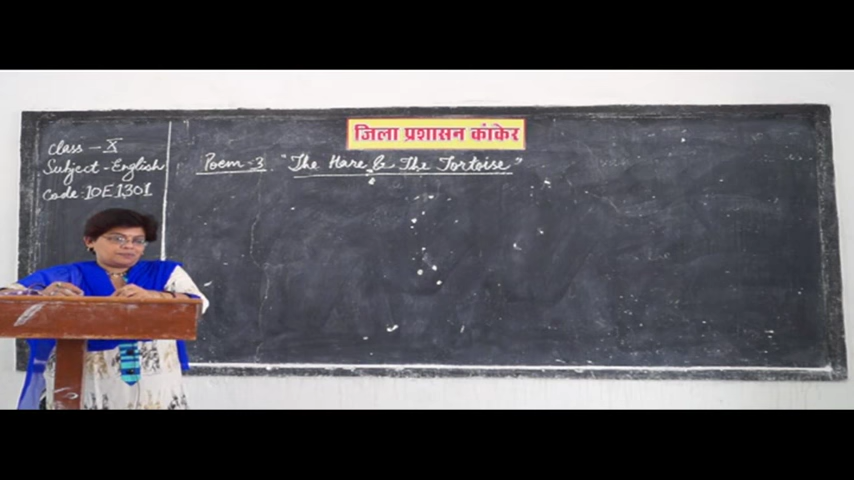 जिला प्रशासन कांकेर
Class - X
Subject - English
Code: 10E1301
Poem - 3 "The Hare & The Tortoise"